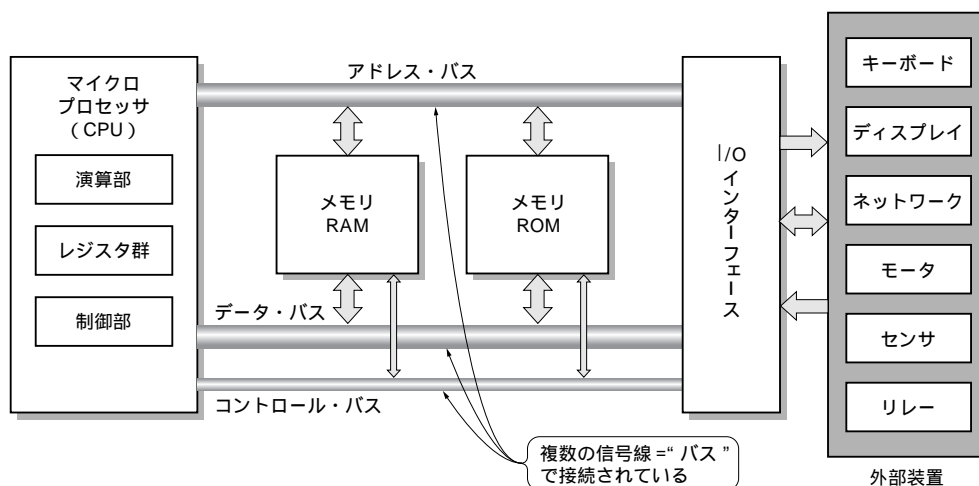 マイクロ
プロセッサ
(CPU)
演算部
レジスタ群
制御部
アドレス・バス
メモリ
RAM
メモリ
ROM
データ・バス
コントロール・バス
複数の信号線=“バス”
で接続されている
I/Oインターフェース
キーボード
ディスプレイ
ネットワーク
モータ
センサ
リレー
外部装置